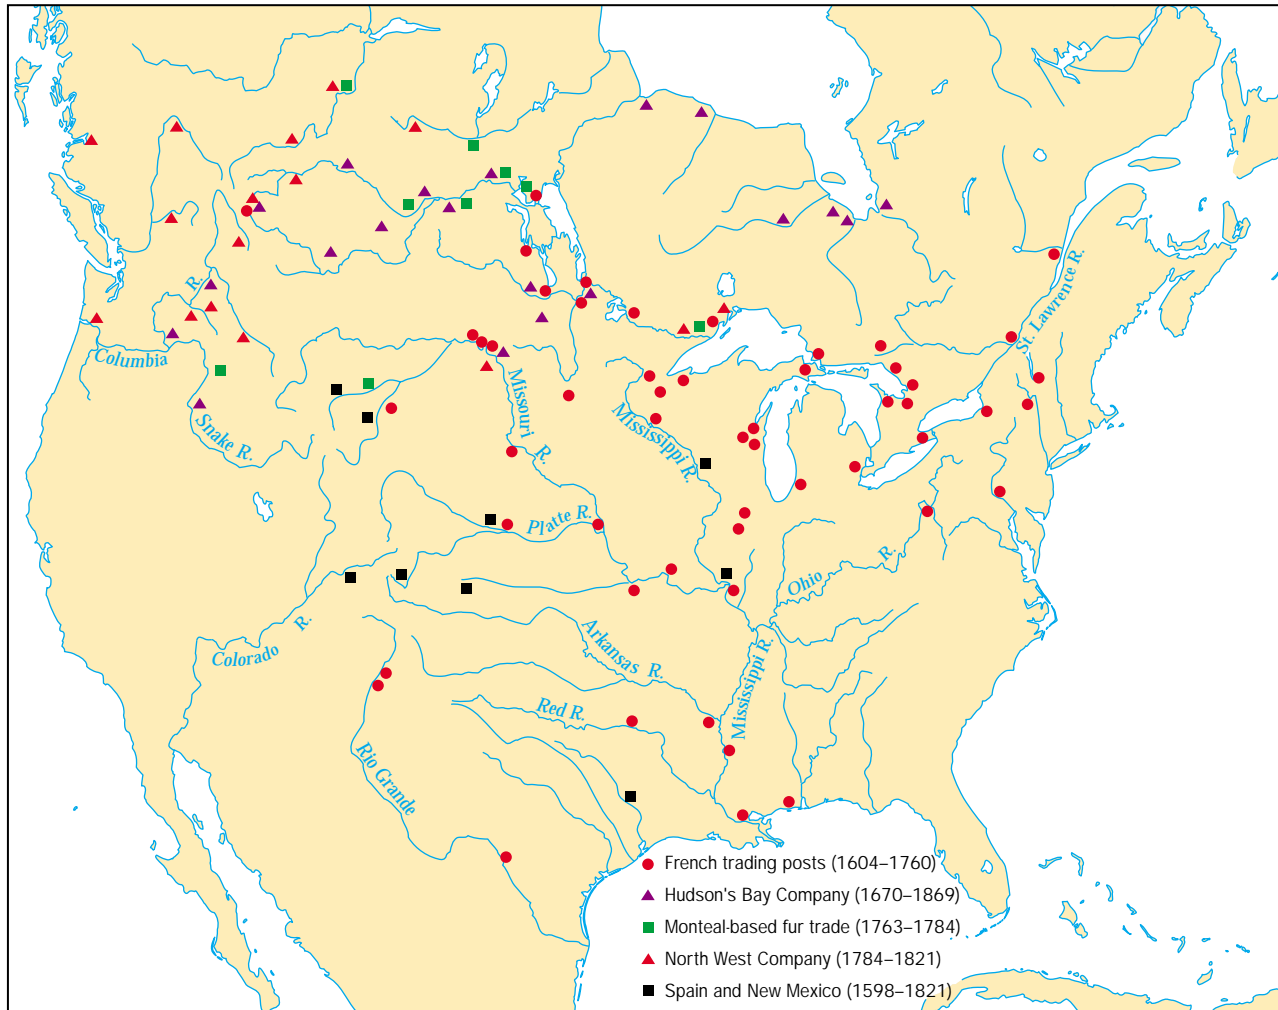 St. Lawrence R.
R.
Columbia
Snake R.
Missouri
R.
Mississippi R.
Platte R.
Ohio
R.
Colorado
R.
Arkansas R.
Mississippi R.
Red R.
Rio Grande
French trading posts (1604–1760)
Hudson's Bay Company (1670–1869)
Monteal-based fur trade (1763–1784)
North West Company (1784–1821)
Spain and New Mexico (1598–1821)